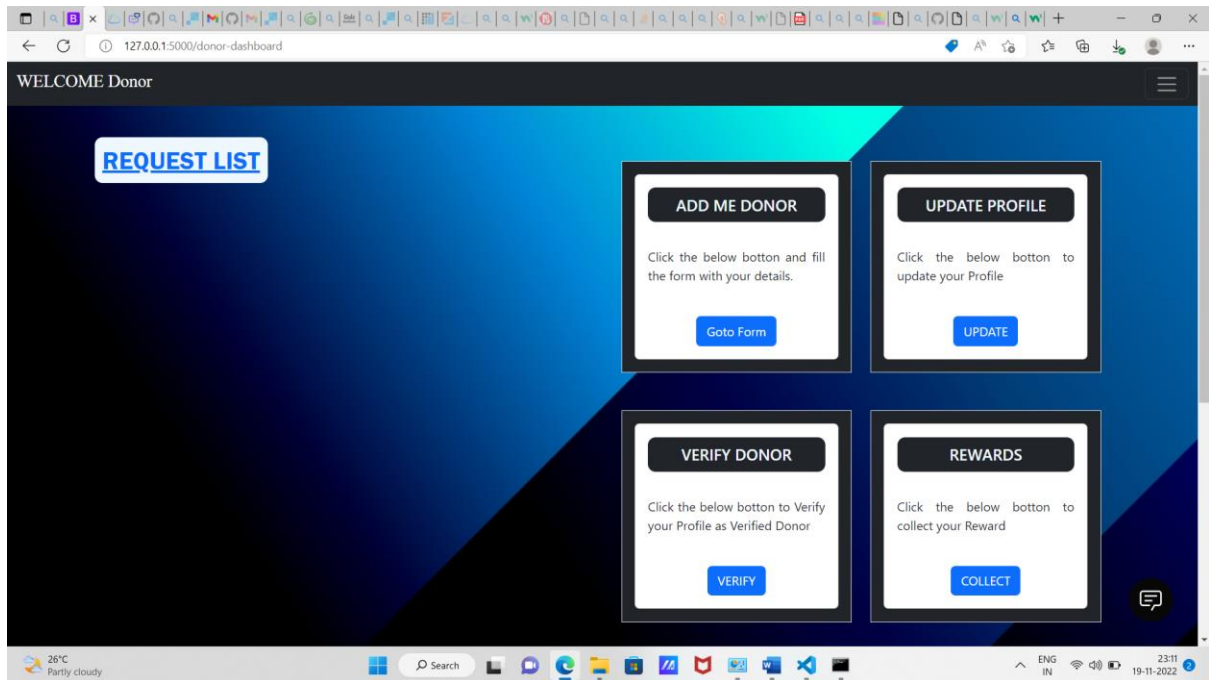 127.0.0.1:5000/donor-dashboard
WELCOME Donor
REQUEST LIST
ADD ME DONOR
Click the below botton and fill
the form with your details.
Goto Form
UPDATE PROFILE
Click the below botton to
update your Profile
UPDATE
VERIFY DONOR
Click the below botton to Verify
your Profile as Verified Donor
VERIFY
REWARDS
Click the below botton to
collect your Reward
COLLECT
26°C
Partly cloudy
Search
ENG
IN
23:11
19-11-2022
2